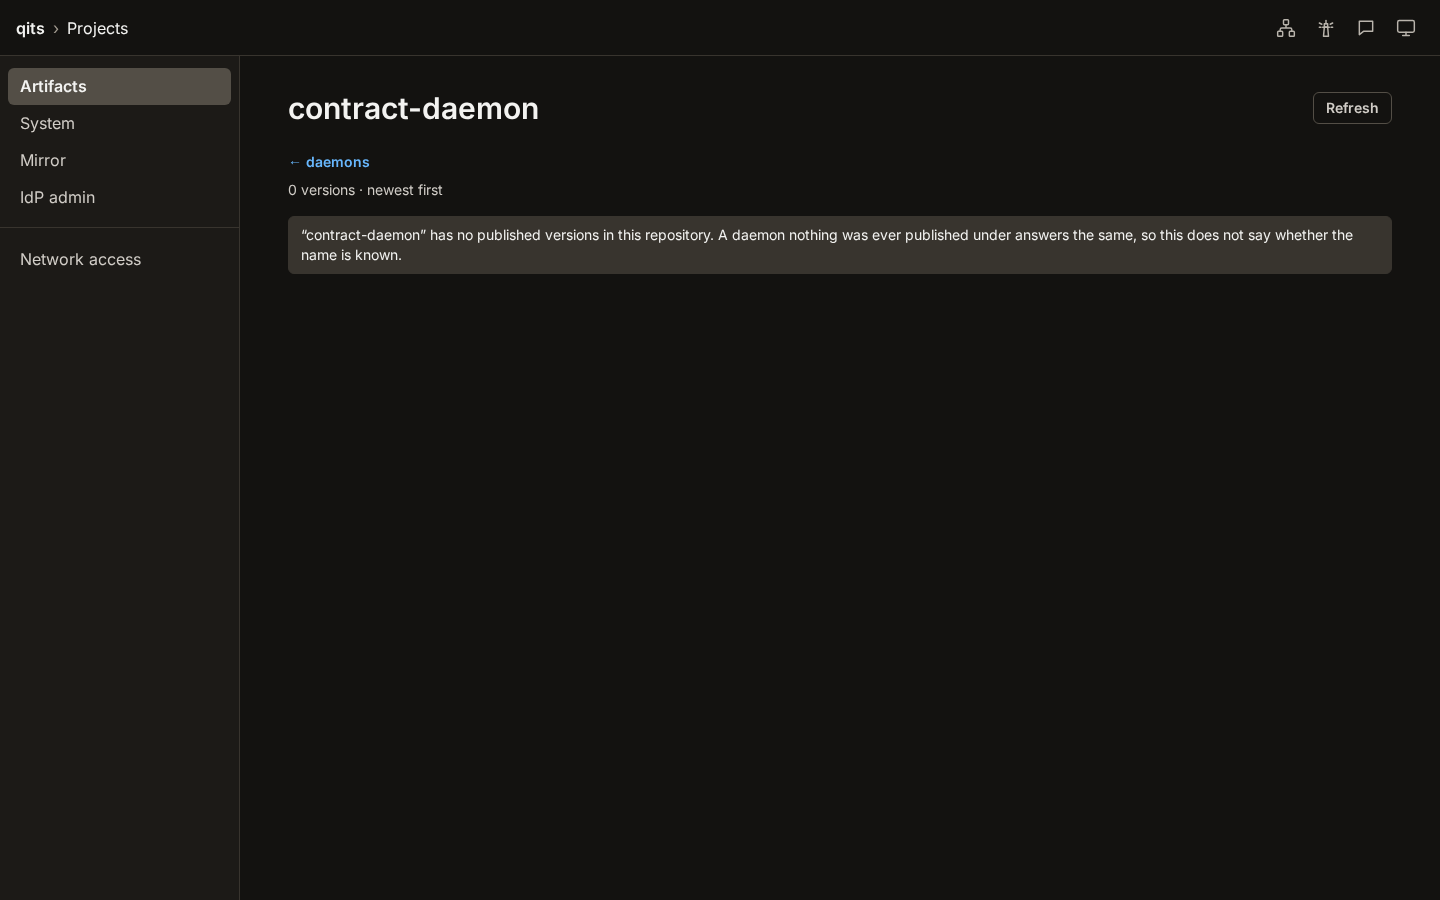 qits › Projects
Artifacts
System
Mirror
IdP admin
Network access
contract-daemon
Refresh
← daemons
0 versions · newest first
“contract-daemon” has no published versions in this repository. A daemon nothing was ever published under answers the same, so this does not say whether the
name is known.